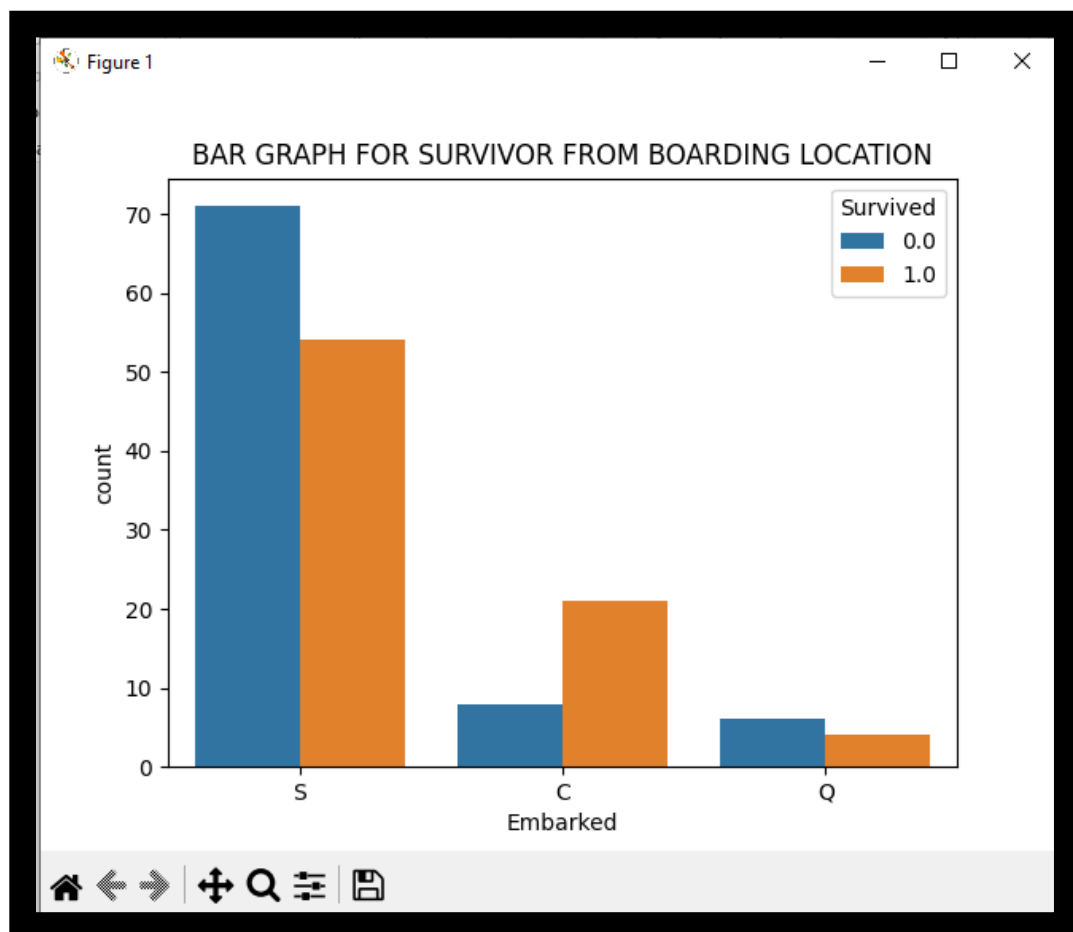 Figure 1
BAR GRAPH FOR SURVIVOR FROM BOARDING LOCATION
Survived
0.0
1.0
70
60
50
40
30
20
10
0
count
S C Q
Embarked